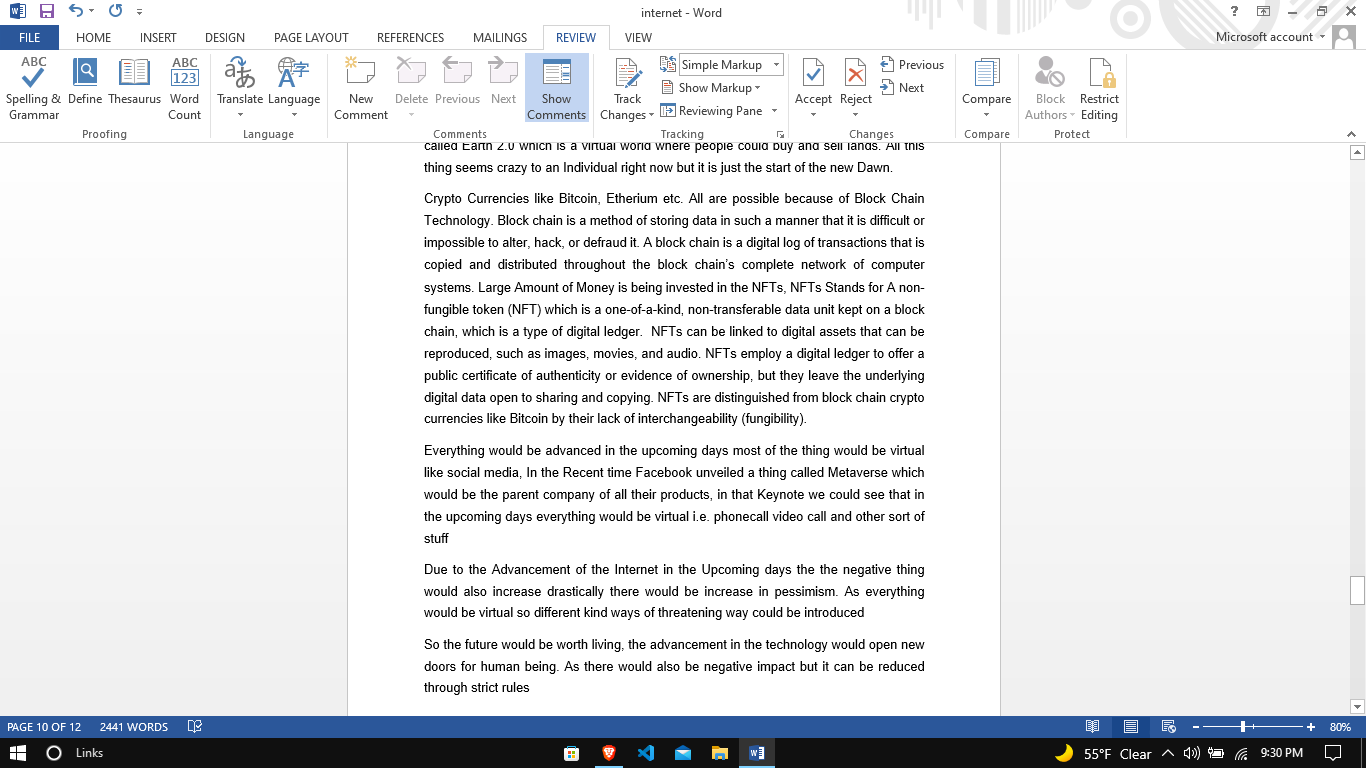 internet - Word
?
FILE HOME INSERT DESIGN PAGE LAYOUT REFERENCES MAILINGS REVIEW VIEW Microsoft account
ABC Spelling & Grammar
Define
Thesaurus
ABC 123 Word Count
Proofing
Translate
Language
Language
New Comment
Delete
Previous
Next
Show Comments
Comments
Track Changes
Simple Markup
Show Markup
Reviewing Pane
Tracking
Accept
Reject
Previous
Next
Changes
Compare
Compare
Block Authors
Restrict Editing
Protect
called Earth 2.0 which is a virtual world where people could buy and sell lands. All this
thing seems crazy to an Individual right now but it is just the start of the new Dawn.
Crypto Currencies like Bitcoin, Etherium etc. All are possible because of Block Chain
Technology. Block chain is a method of storing data in such a manner that it is difficult or
impossible to alter, hack, or defraud it. A block chain is a digital log of transactions that is
copied and distributed throughout the block chain's complete network of computer
systems. Large Amount of Money is being invested in the NFTs, NFTs Stands for A non-
fungible token (NFT) which is a one-of-a-kind, non-transferable data unit kept on a block
chain, which is a type of digital ledger. NFTs can be linked to digital assets that can be
reproduced, such as images, movies, and audio. NFTs employ a digital ledger to offer a
public certificate of authenticity or evidence of ownership, but they leave the underlying
digital data open to sharing and copying. NFTs are distinguished from block chain crypto
currencies like Bitcoin by their lack of interchangeability (fungibility).
Everything would be advanced in the upcoming days most of the thing would be virtual
like social media, In the Recent time Facebook unveiled a thing called Metaverse which
would be the parent company of all their products, in that Keynote we could see that in
the upcoming days everything would be virtual i.e. phonecall video call and other sort of
stuff
Due to the Advancement of the Internet in the Upcoming days the the negative thing
would also increase drastically there would be increase in pessimism. As everything
would be virtual so different kind ways of threatening way could be introduced
So the future would be worth living, the advancement in the technology would open new
doors for human being. As there would also be negative impact but it can be reduced
through strict rules
PAGE 10 OF 12 2441 WORDS 80%
Links 55°F Clear 9:30 PM